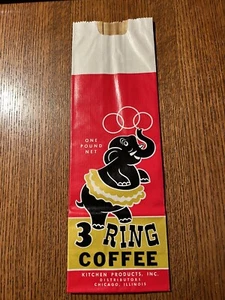 ONE
POUND
NET
3 RING
COFFEE
KITCHEN PRODUCTS, INC.
DISTRIBUTORS
CHICAGO, ILLINOIS